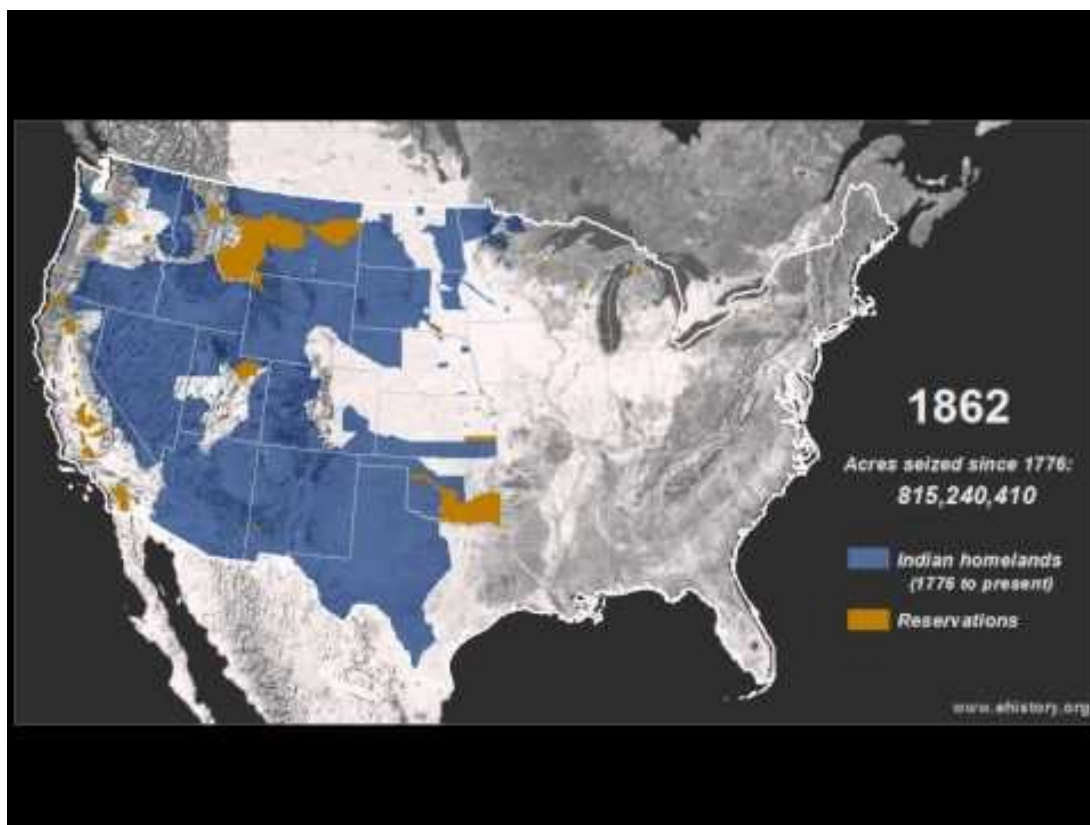 1862
Acres seized since 1776:
815,240,410
Indian homelands
(1776 to present)
Reservations
www.ehistory.org